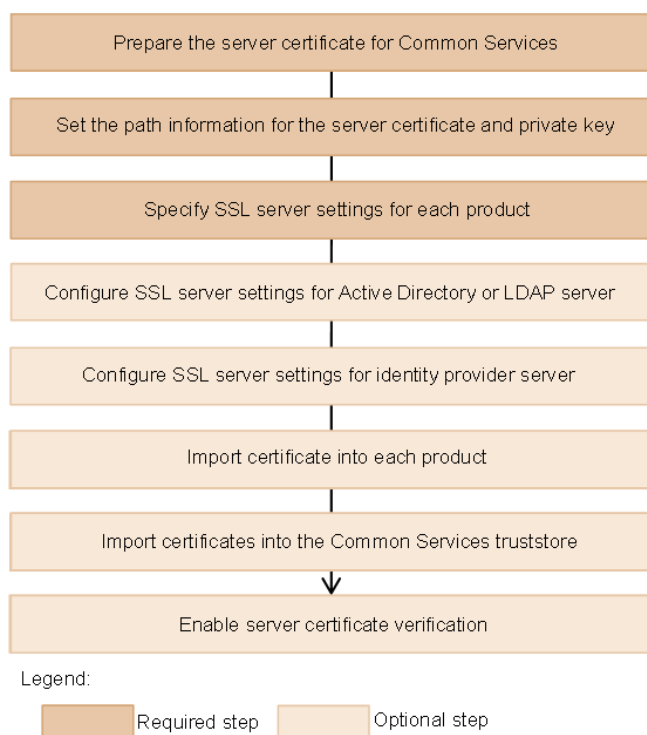 Prepare the server certificate for Common Services
Set the path information for the server certificate and private key
Specify SSL server settings for each product
Configure SSL server settings for Active Directory or LDAP server
Configure SSL server settings for identity provider server
Import certificate into each product
Import certificates into the Common Services truststore
Enable server certificate verification
Legend:
Required step
Optional step